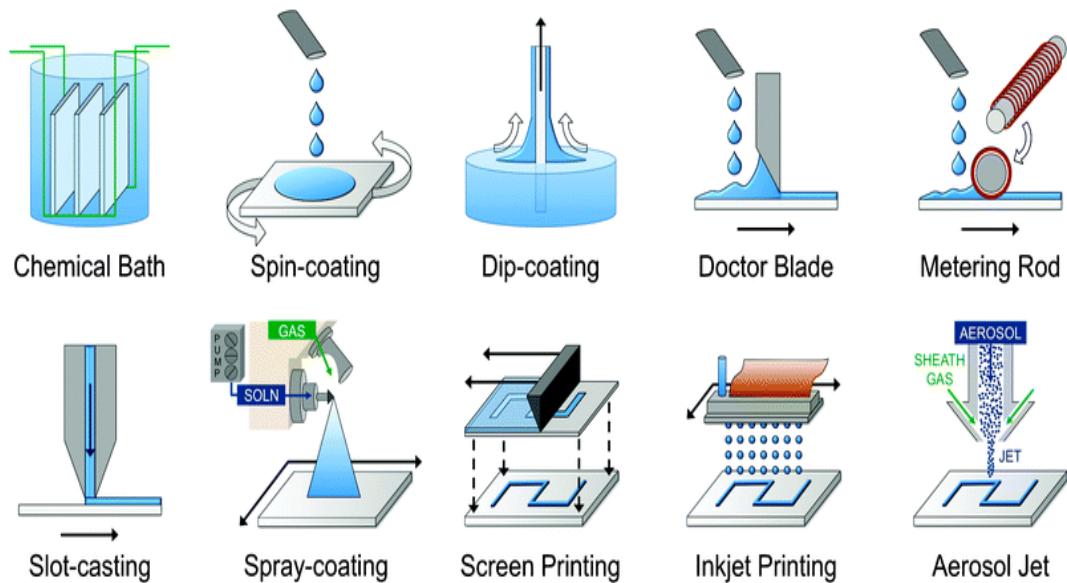 Chemical Bath
Spin-coating
Dip-coating
Doctor Blade
Metering Rod
PUMP
GAS
SOLN
AEROSOL
SHEATH
GAS
JET
Slot-casting
Spray-coating
Screen Printing
Inkjet Printing
Aerosol Jet